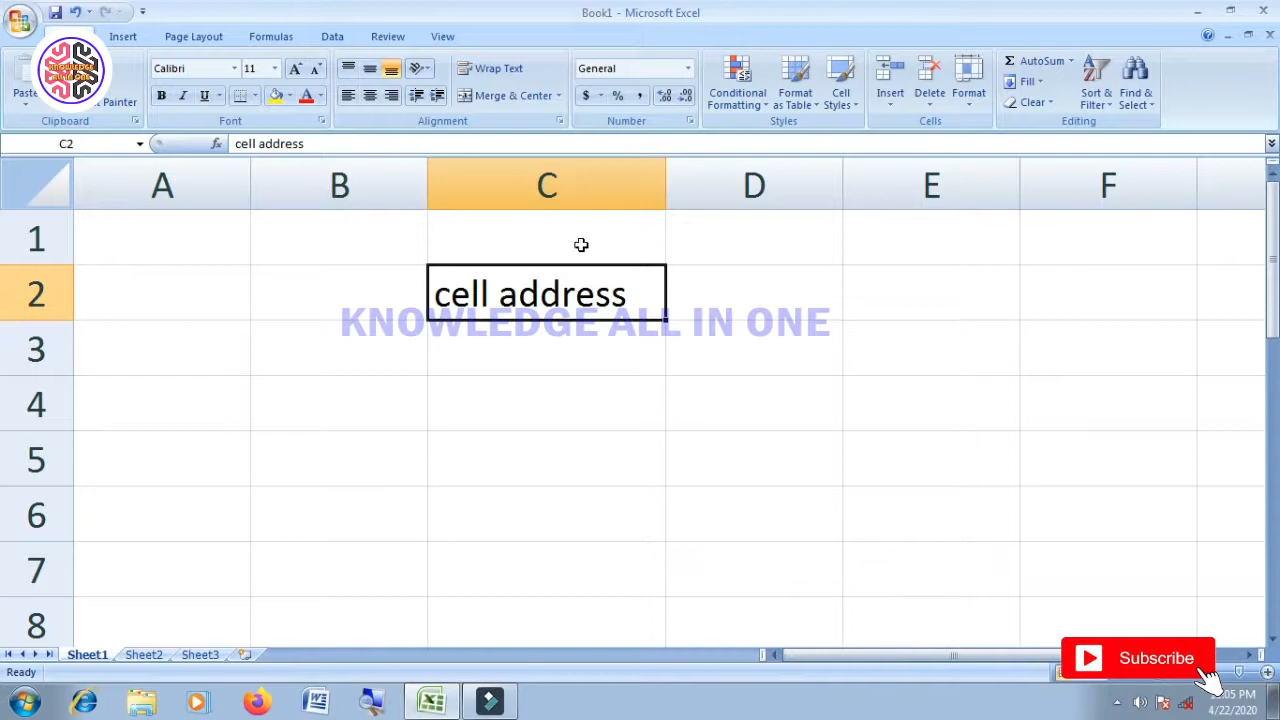 Book1 - Microsoft Excel
Insert Page Layout Formulas Data Review View
Calibri 11 Wrap Text General Conditional Formatting Format as Table Cell Styles Insert Delete Format AutoSum Fill Clear Sort & Filter Find & Select
Painter B I U Merge & Center $ % ,
Clipboard Font Alignment Number Styles Cells Editing
C2 fx cell address
A B C D E F
1
2 cell address
KNOWLEDGE ALL IN ONE
3
4
5
6
7
8
Sheet1 Sheet2 Sheet3
Subscribe
Ready
4/22/2020